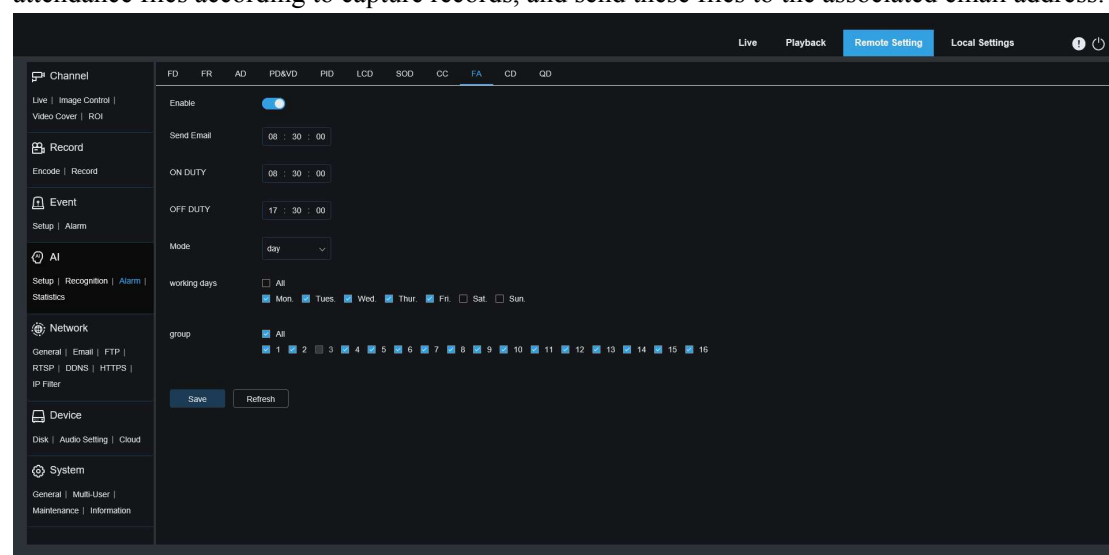 attendance files according to capture records, and send these files to the associated email address.
Live Playback Remote Setting Local Settings
Channel
Live | Image Control |
Video Cover | ROI
Record
Encode | Record
Event
Setup | Alarm
AI
Setup | Recognition | Alarm |
Statistics
Network
General | Email | FTP |
RTSP | DDNS | HTTPS |
IP Filter
Device
Disk | Audio Setting | Cloud
System
General | Multi-User |
Maintenance | Information
FD FR AD PD&VD PID LCD SOD CC FA CD QD
Enable
Send Email 08 : 30 : 00
ON DUTY 08 : 30 : 00
OFF DUTY 17 : 30 : 00
Mode day
working days All
Mon. Tues. Wed. Thur. Fri. Sat. Sun.
group All
1 2 3 4 5 6 7 8 9 10 11 12 13 14 15 16
Save Refresh